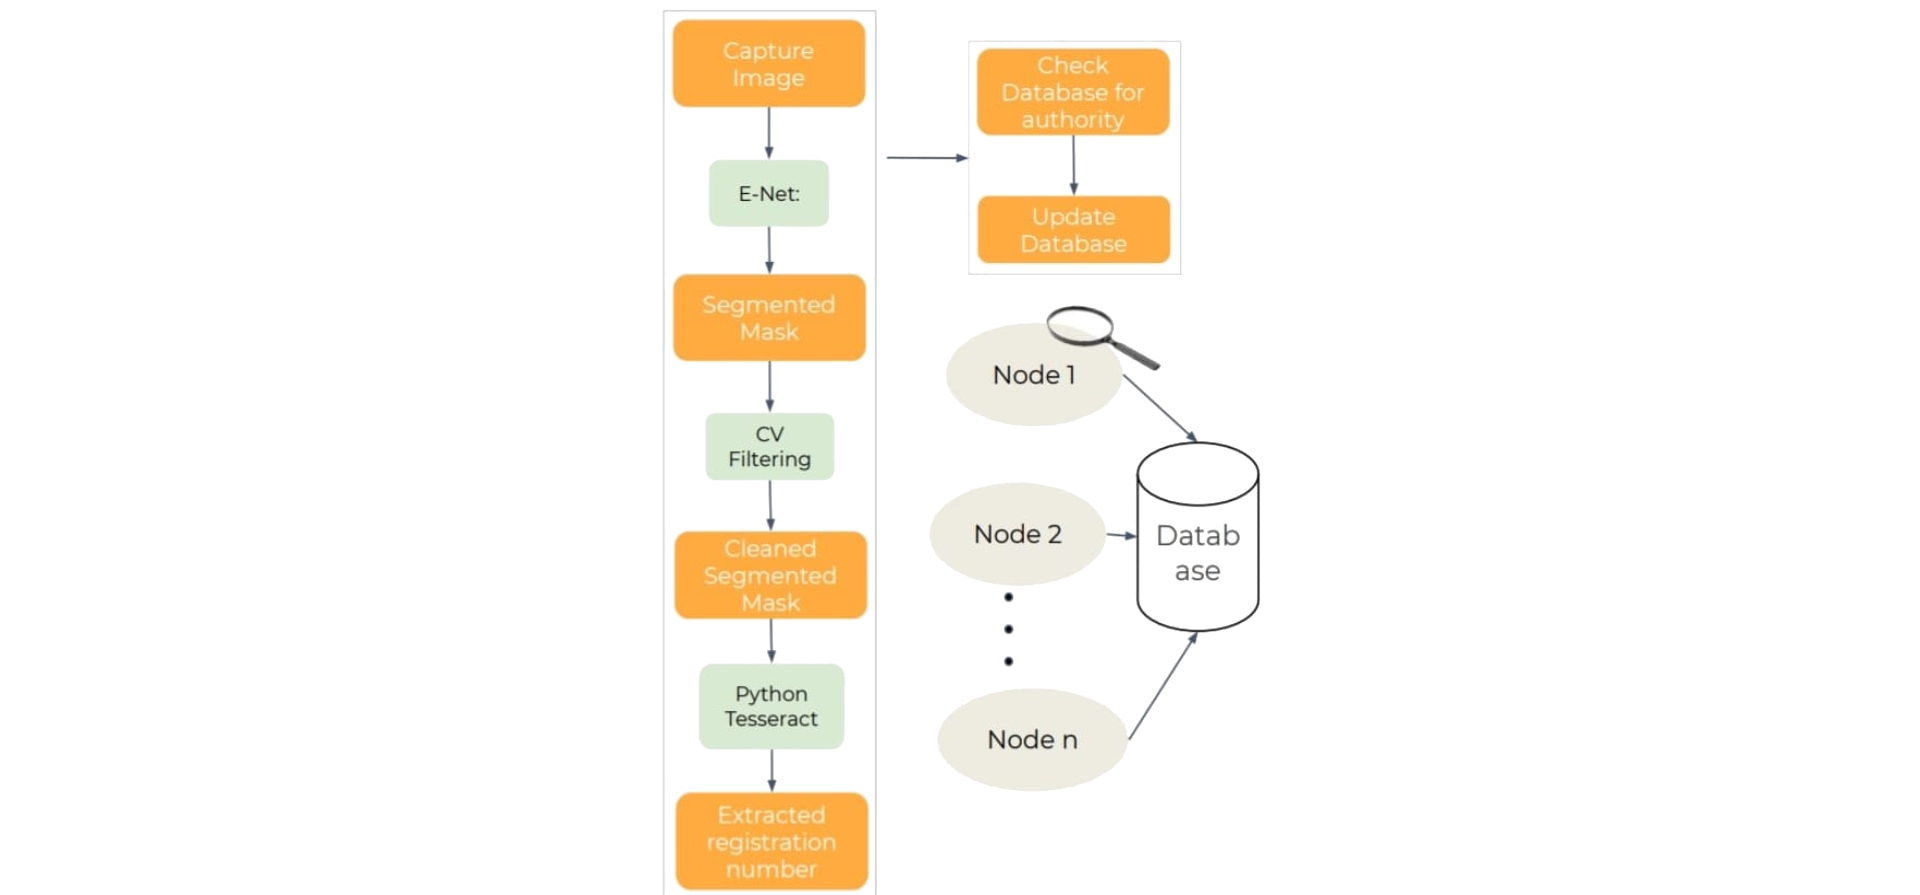 Capture
Image
E-Net:
Segmented
Mask
CV
Filtering
Cleaned
Segmented
Mask
Python
Tesseract
Extracted
registration
number
Check
Database for
authority
Update
Database
Node 1
Node 2
Node n
Datab
ase